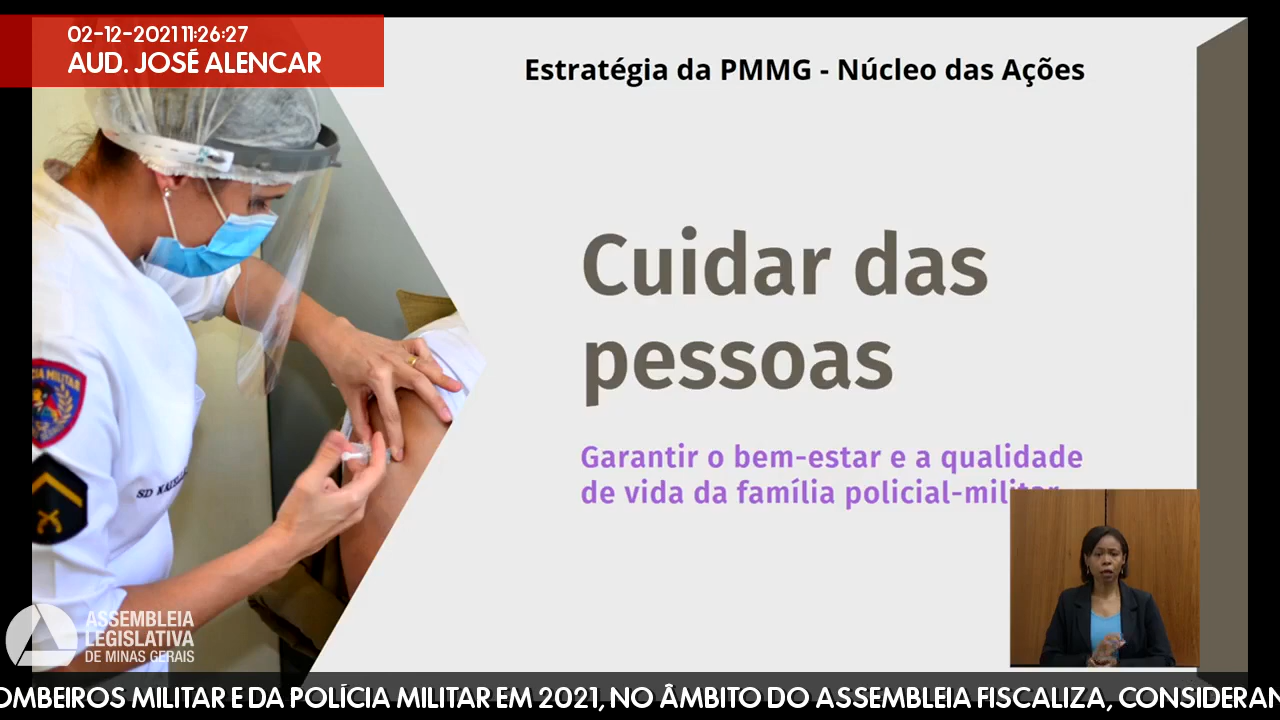 02-12-2021 11:26:27
AUD. JOSÉ ALENCAR
Estratégia da PMMG - Núcleo das Ações
Cuidar das
pessoas
Garantir o bem-estar e a qualidade
de vida da família policial-militar
MILITAR
SD
ASSEMBLEIA
LEGISLATIVA
DE MINAS GERAIS
OMBEIROS MILITAR E DA POLÍCIA MILITAR EM 2021, NO ÂMBITO DO ASSEMBLEIA FISCALIZA, CONSIDERAN